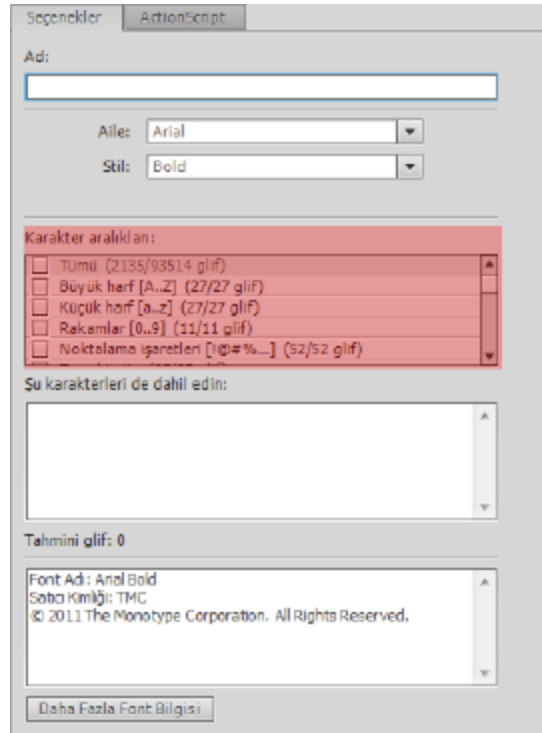 Seçenekler
ActionScript
Adı:
Aile: Arial
Stil: Bold
Karakter aralıkları:
Tümü (2135/93514 glif)
Büyük harf [A..Z] (27/27 glif)
Küçük harf [a..z] (27/27 glif)
Rakamlar [0..9] (11/11 glif)
Noktalama işaretleri [!@#%...] (52/52 glif)
Şu karakterleri de dahil edin:
Tahmini glif: 0
Font Adı: Arial Bold
Satıcı Kimliği: TMC
© 2011 The Monotype Corporation. All Rights Reserved.
Daha Fazla Font Bilgisi